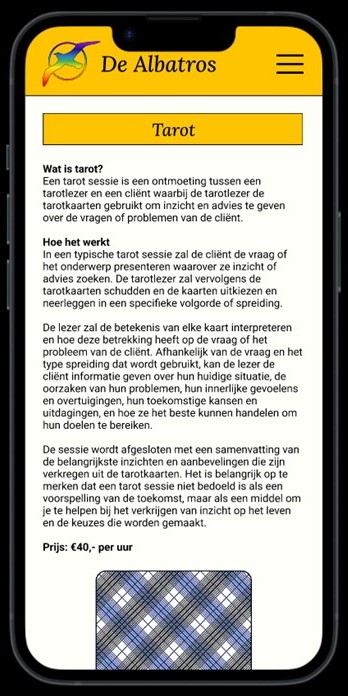 De Albatros
Tarot
Wat is tarot?
Een tarot sessie is een ontmoeting tussen een
tarotlezer en een cliënt waarbij de tarotlezer de
tarotkaarten gebruikt om inzicht en advies te geven
over de vragen of problemen van de cliënt.
Hoe het werkt
In een typische tarot sessie zal de cliënt de vraag of
het onderwerp presenteren waarover ze inzicht of
advies zoeken. De tarotlezer zal vervolgens de
tarotkaarten schudden en de kaarten uitkiezen en
neerleggen in een specifieke volgorde of spreiding.
De lezer zal de betekenis van elke kaart interpreteren
en hoe deze betrekking heeft op de vraag of het
probleem van de cliënt. Afhankelijk van de vraag en het
type spreiding dat wordt gebruikt, kan de lezer de
cliënt informatie geven over hun huidige situatie, de
oorzaken van hun problemen, hun innerlijke gevoelens
en overtuigingen, hun toekomstige kansen en
uitdagingen, en hoe ze het beste kunnen handelen om
hun doelen te bereiken.
De sessie wordt afgesloten met een samenvatting van
de belangrijkste inzichten en aanbevelingen die zijn
verkregen uit de tarotkaarten. Het is belangrijk op te
merken dat een tarot sessie niet bedoeld is als een
voorspelling van de toekomst, maar als een middel om
je te helpen bij het verkrijgen van inzicht op het leven
en de keuzes die worden gemaakt.
Prijs: €40,- per uur